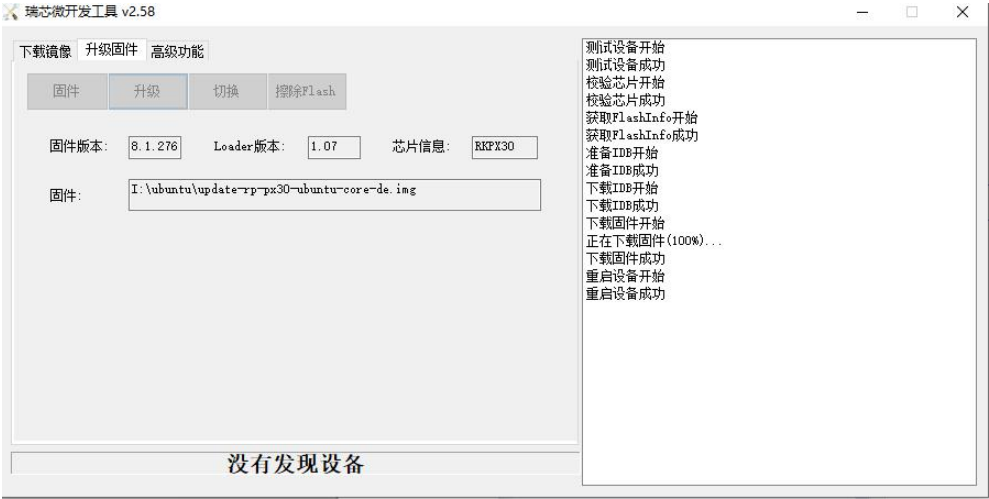 瑞芯微开发工具 v2.58
下载镜像 升级固件 高级功能
固件 升级 切换 擦除Flash
固件版本: 8.1.276 Loader版本: 1.07 芯片信息: RKPX30
固件: I:\ubuntu\update-rp-px30-ubuntu-core-de.img
没有发现设备
测试设备开始
测试设备成功
校验芯片开始
校验芯片成功
获取FlashInfo开始
获取FlashInfo成功
准备IDB开始
准备IDB成功
下载IDB开始
下载IDB成功
下载固件开始
正在下载固件(100%)...
下载固件成功
重启设备开始
重启设备成功